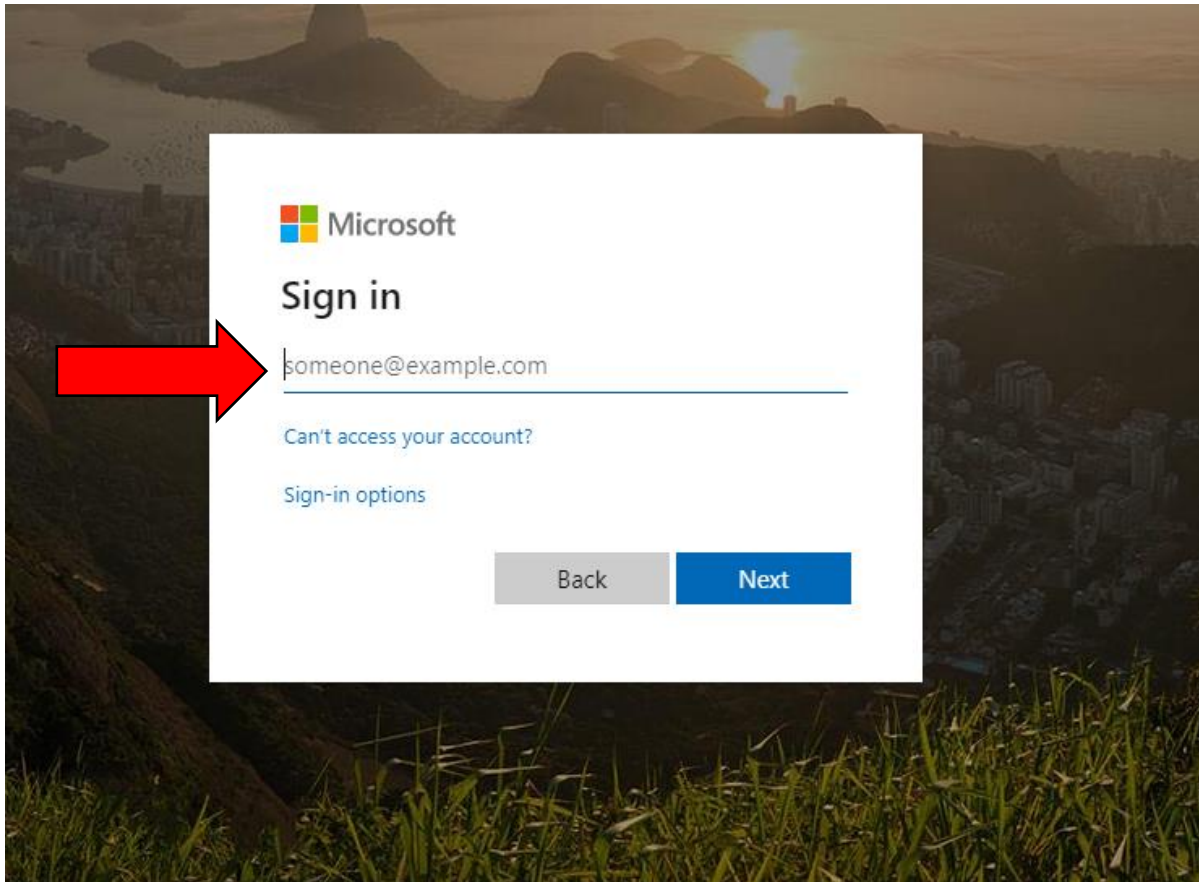 Microsoft
Sign in
someone@example.com
Can't access your account?
Sign-in options
Back Next